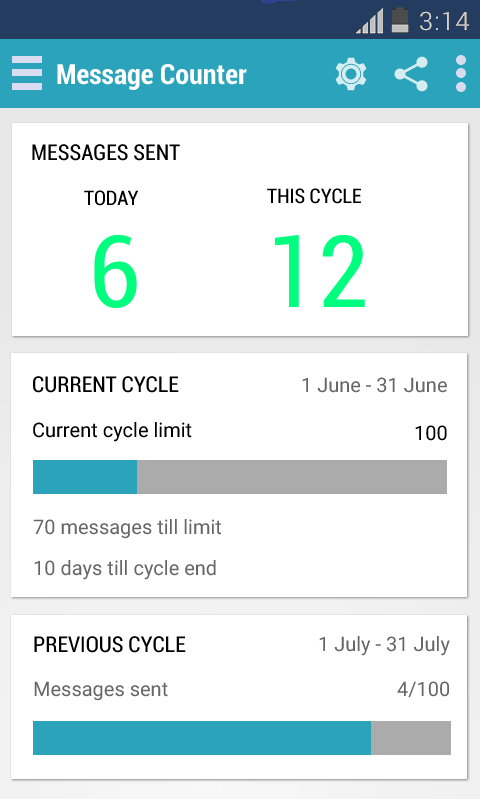 3:14
Message Counter
MESSAGES SENT
TODAY THIS CYCLE
6 12
CURRENT CYCLE 1 June - 31 June
Current cycle limit 100
70 messages till limit
10 days till cycle end
PREVIOUS CYCLE 1 July - 31 July
Messages sent 4/100